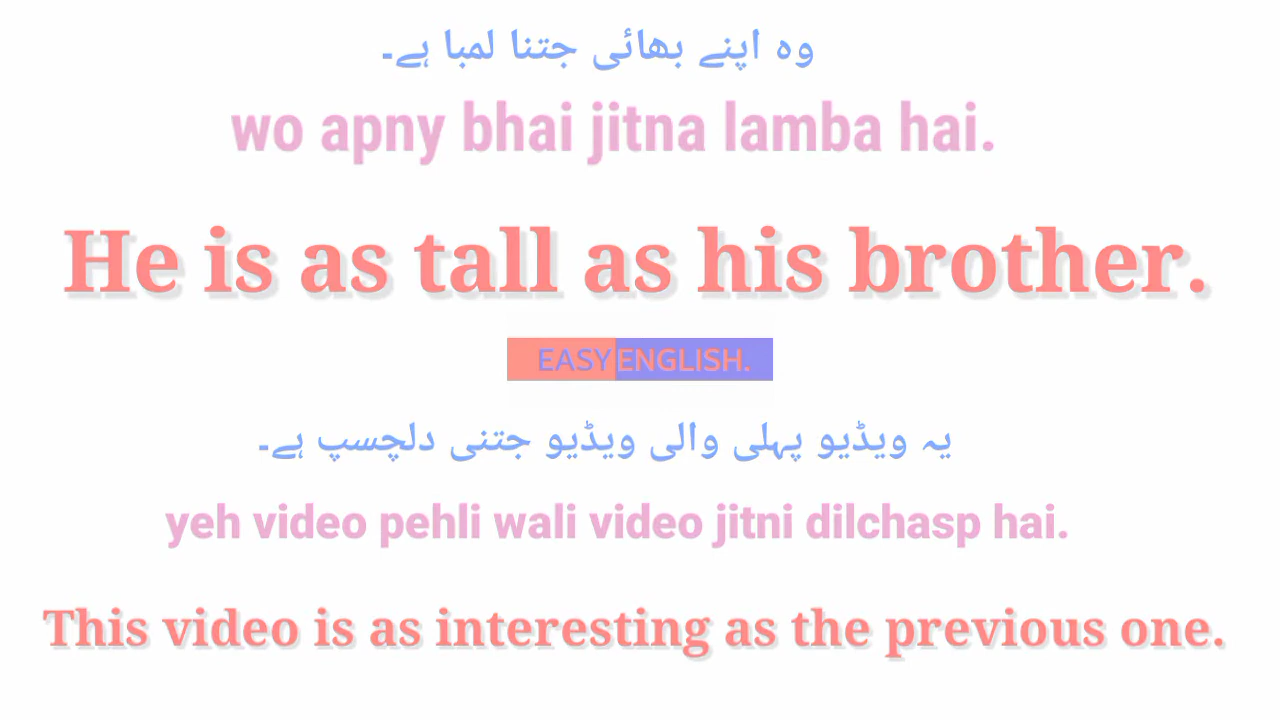 وہ اپنے بھائی جتنا لمبا ہے۔
wo apny bhai jitna lamba hai.
He is as tall as his brother.
EASY ENGLISH.
یہ ویڈیو پہلی والی ویڈیو جتنی دلچسپ ہے۔
yeh video pehli wali video jitni dilchasp hai.
This video is as interesting as the previous one.